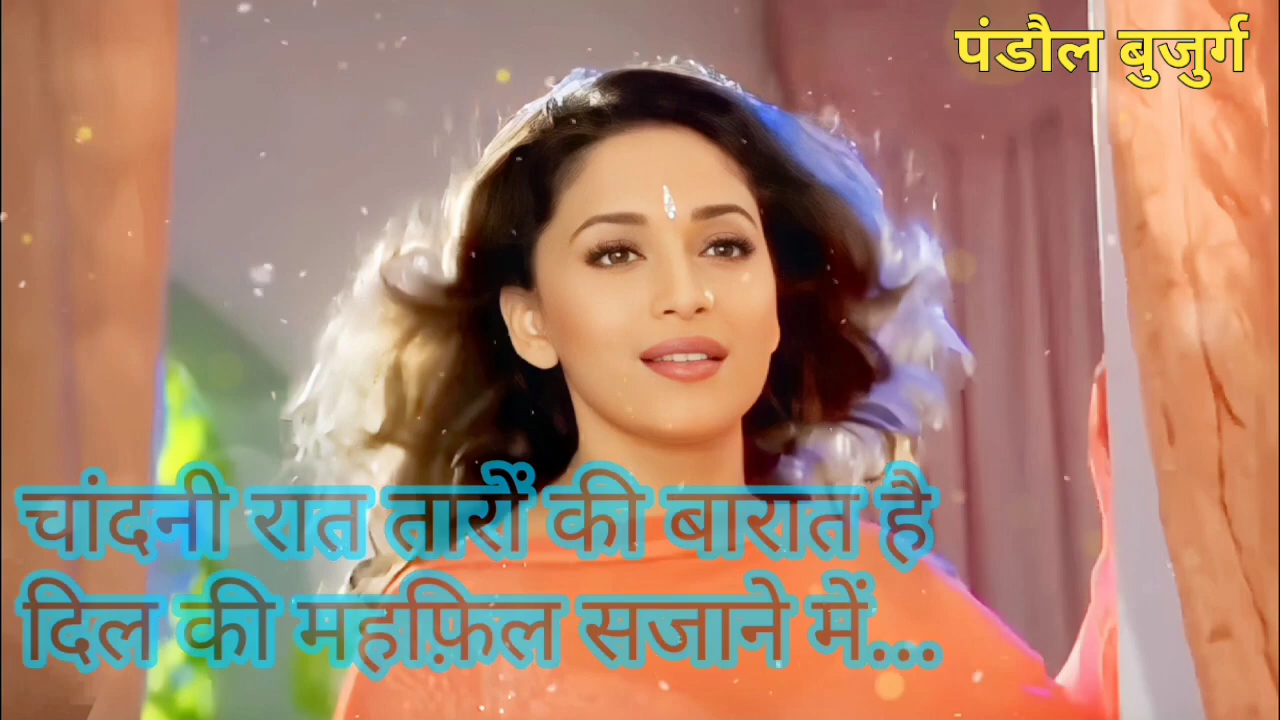 पंडौल बुजुर्ग
चांदनी रात तारों की बारात है
दिल की महफ़िल सजाने में...